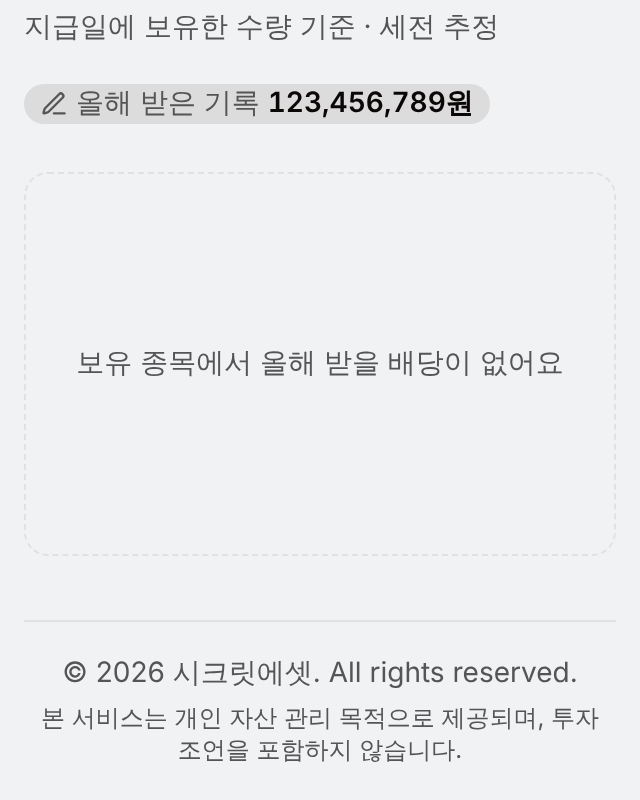 지급일에 보유한 수량 기준 · 세전 추정
올해 받은 기록 123,456,789원
보유 종목에서 올해 받을 배당이 없어요
© 2026 시크릿에셋. All rights reserved.
본 서비스는 개인 자산 관리 목적으로 제공되며, 투자
조언을 포함하지 않습니다.